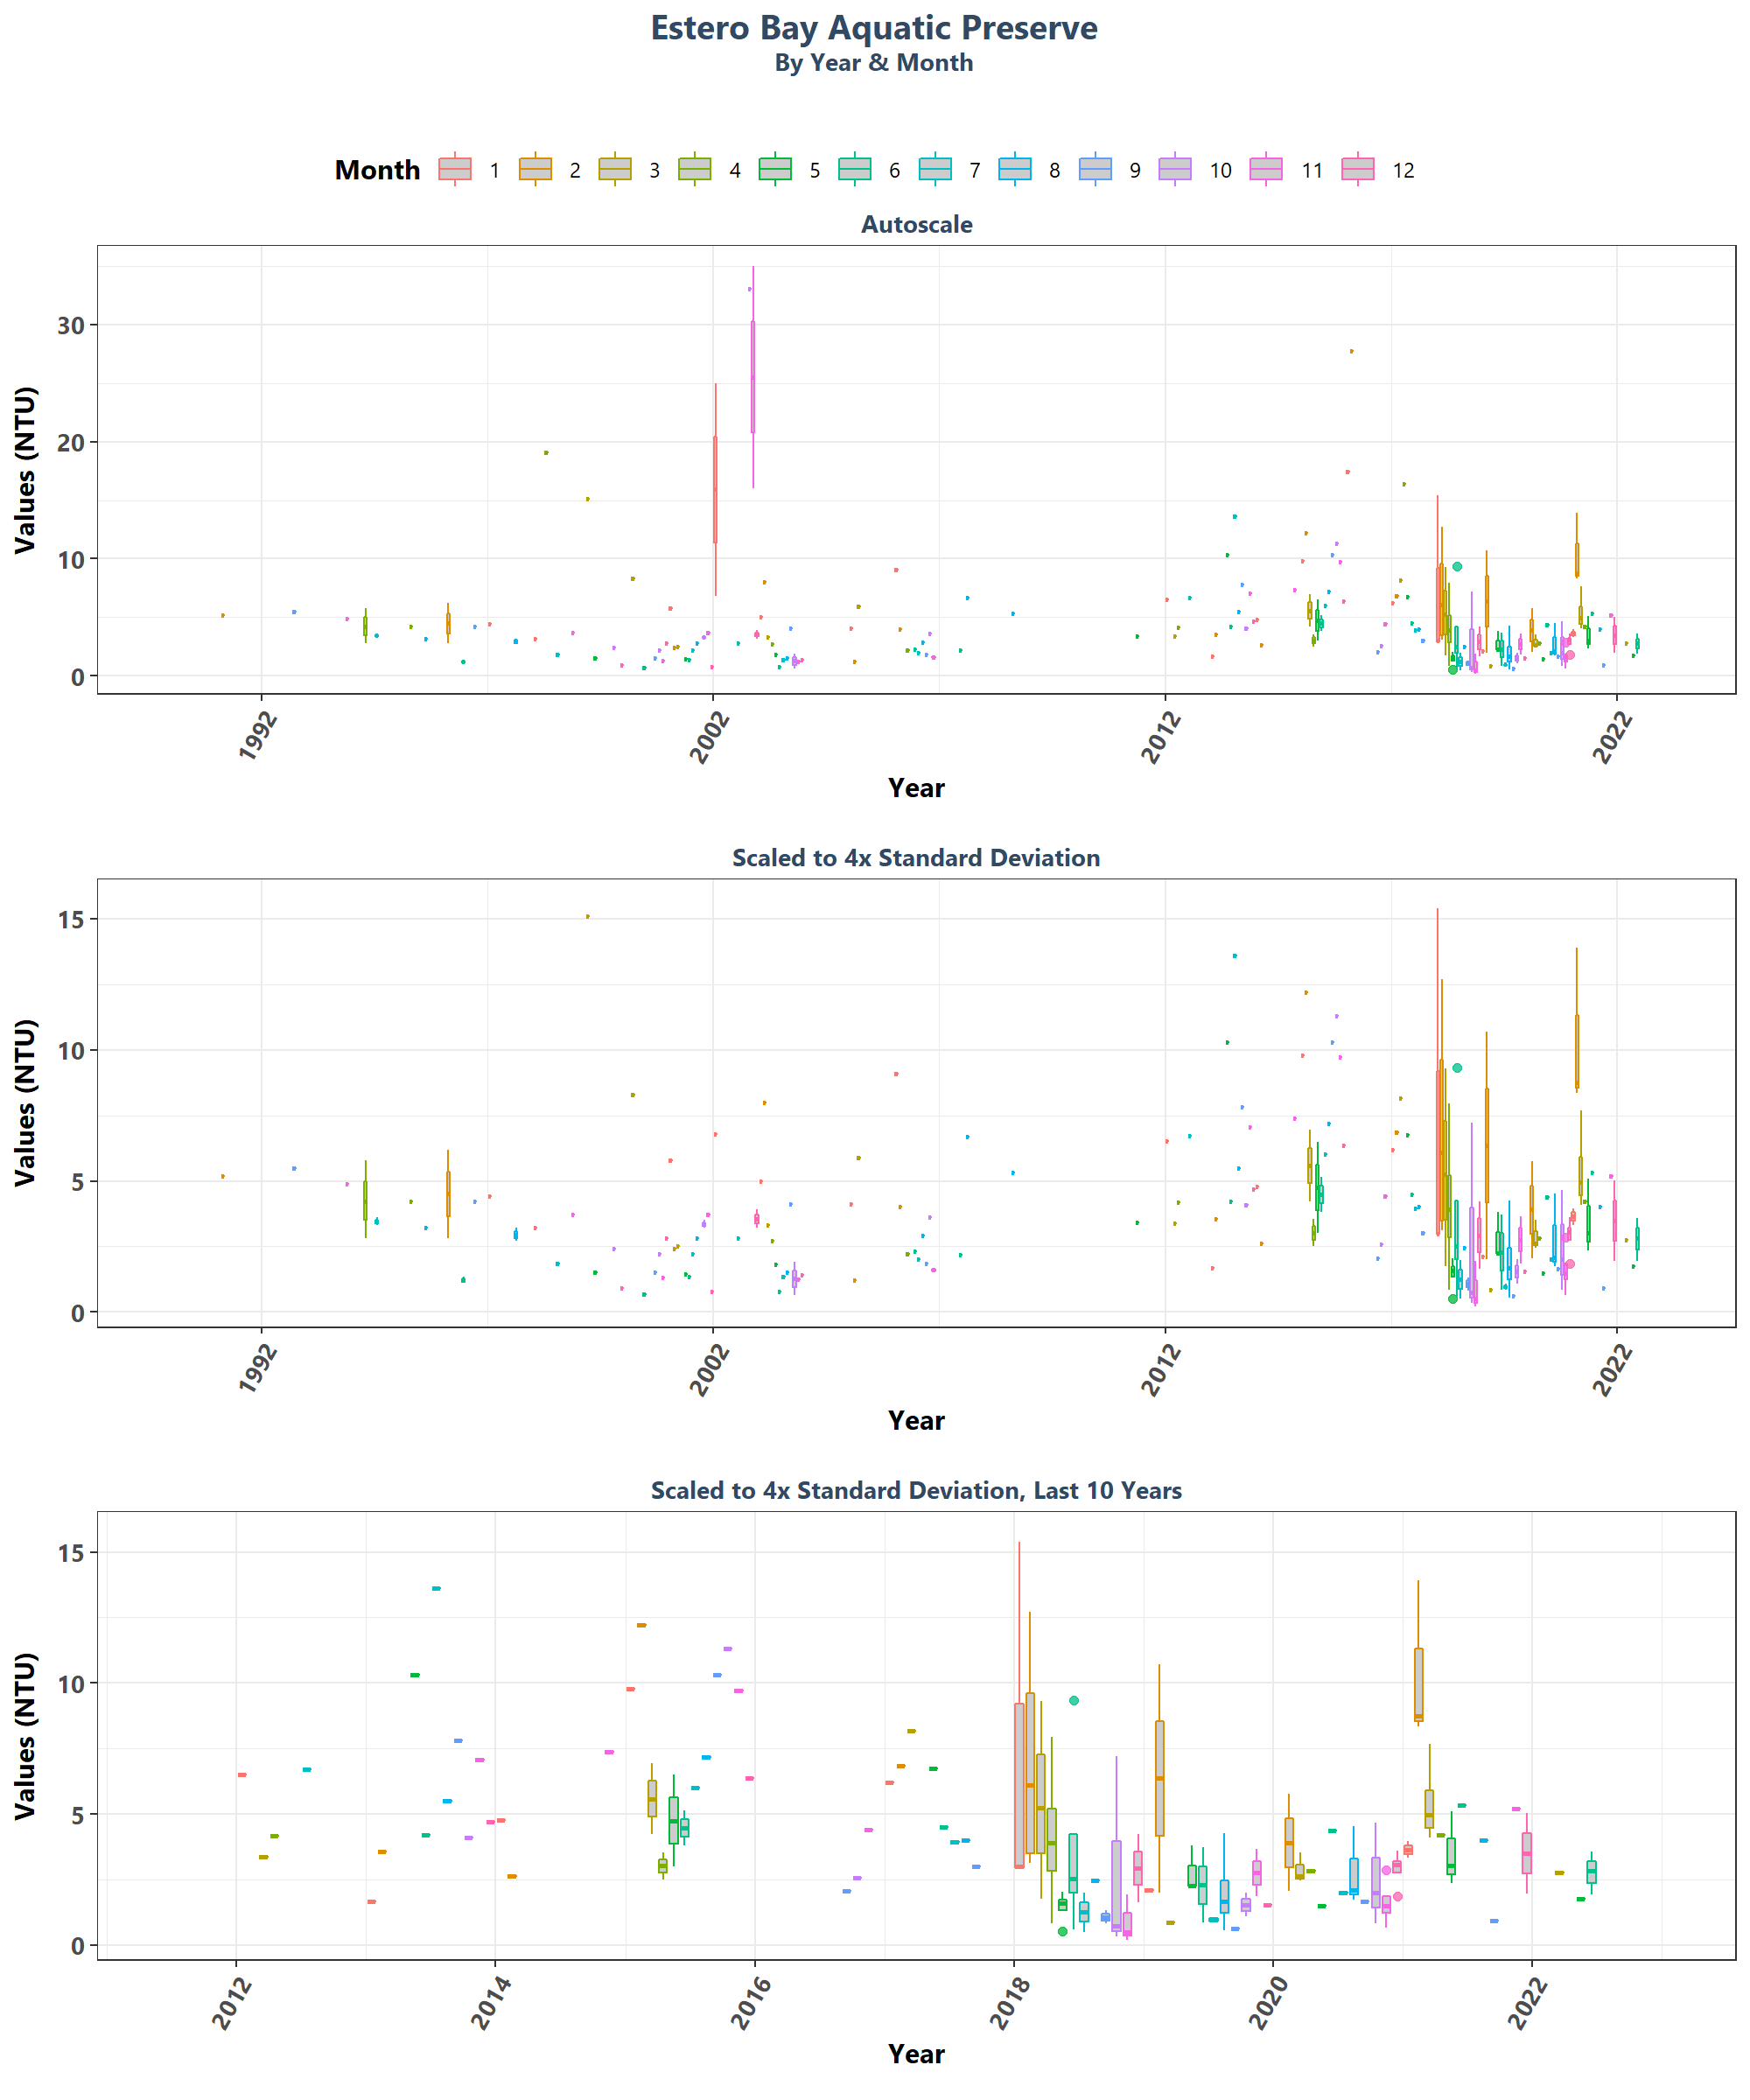 Estero Bay Aquatic Preserve
By Year & Month
Month 1 2 3 4 5 6 7 8 9 10 11 12
Autoscale
Values (NTU)
30
20
10
0
1992 2002 2012 2022
Year
Scaled to 4x Standard Deviation
Values (NTU)
15
10
5
0
1992 2002 2012 2022
Year
Scaled to 4x Standard Deviation, Last 10 Years
Values (NTU)
15
10
5
0
2012 2014 2016 2018 2020 2022
Year